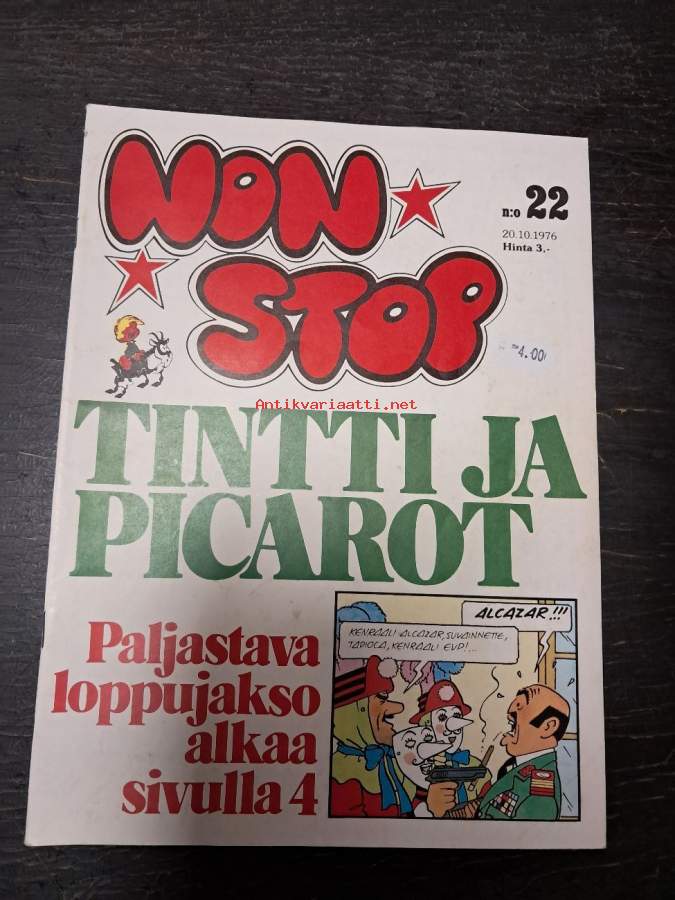 NON
STOP
n:o 22
20.10.1976
Hinta 3,-
4.00
Antikvariaatti.net
TINTTI JA
PICAROT
Paljastava
loppujakso
alkaa
sivulla 4
ALCAZAR!!!
KENRAALI ALCAZAR, SUVAINNETTE,
TAPIOCA, KENRAALI EVP!...